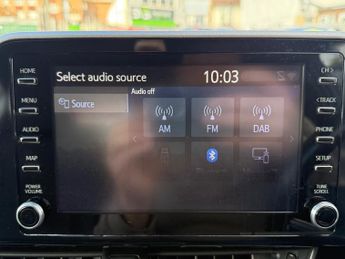 HOME
MENU
AUDIO
MAP
POWER
VOLUME
Select audio source
10:03
Audio off
Source
AM
FM
DAB
CH>
<TRACK
PHONE
SETUP
TUNE
SCROLL